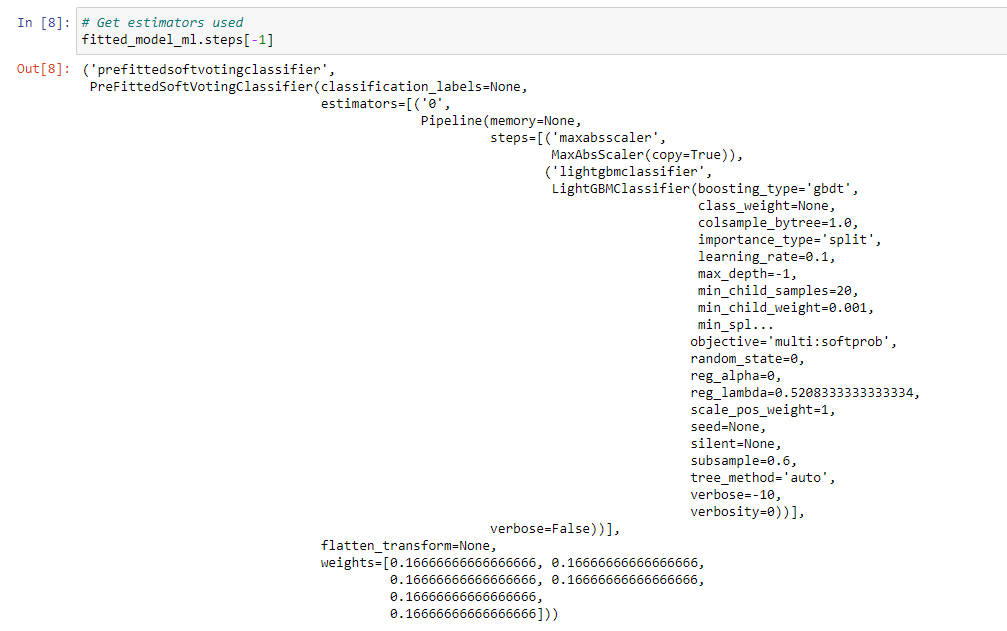 In [8]: # Get estimators used
fitted_model_ml.steps[-1]
Out[8]: ('prefittedsoftvotingclassifier',
PreFittedSoftVotingClassifier(classification_labels=None,
estimators=[('0',
Pipeline(memory=None,
steps=[('maxabsscaler',
MaxAbsScaler(copy=True)),
('lightgbmclassifier',
LightGBMClassifier(boosting_type='gbdt',
class_weight=None,
colsample_bytree=1.0,
importance_type='split',
learning_rate=0.1,
max_depth=-1,
min_child_samples=20,
min_child_weight=0.001,
min_spl...
objective='multi:softprob',
random_state=0,
reg_alpha=0,
reg_lambda=0.5208333333333334,
scale_pos_weight=1,
seed=None,
silent=None,
subsample=0.6,
tree_method='auto',
verbose=-10,
verbosity=0))],
verbose=False))],
flatten_transform=None,
weights=[0.16666666666666666, 0.16666666666666666,
0.16666666666666666, 0.16666666666666666,
0.16666666666666666,
0.16666666666666666]))